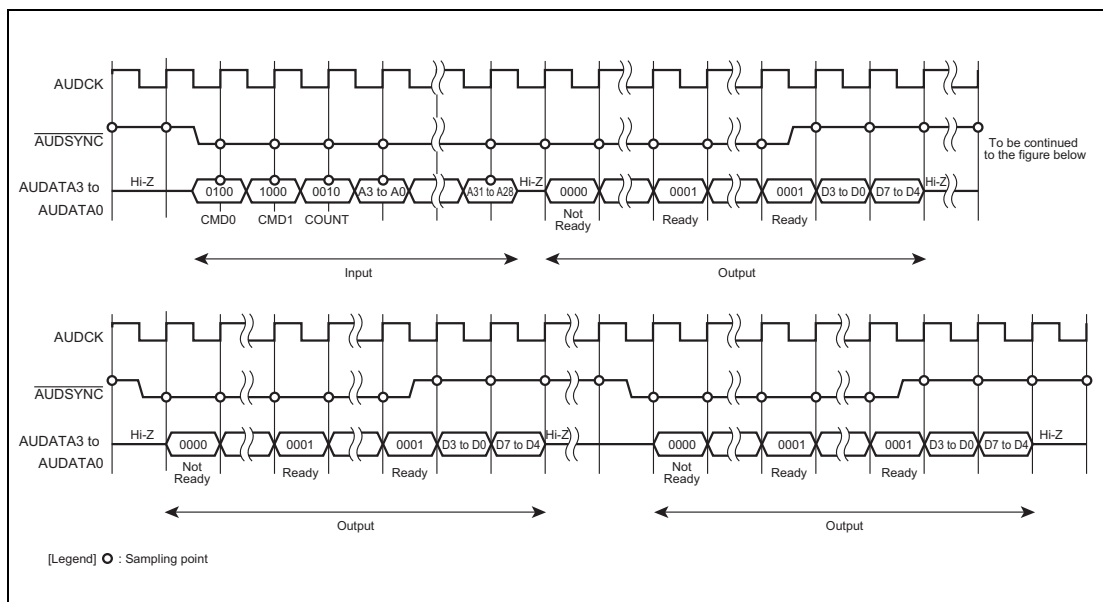 AUDCK
AUDSYNC
To be continued
to the figure below
AUDATA3 to
AUDATA0
Hi-Z 0100 1000 0010 A3 to A0 A31 to A28 Hi-Z 0000 0001 0001 D3 to D0 D7 to D4 Hi-Z
CMD0 CMD1 COUNT Not Ready Ready Ready
Input Output
AUDCK
AUDSYNC
AUDATA3 to
AUDATA0
Hi-Z 0000 0001 0001 D3 to D0 D7 to D4 Hi-Z 0000 0001 0001 D3 to D0 D7 to D4 Hi-Z
Not Ready Ready Ready Not Ready Ready Ready
Output Output
[Legend] : Sampling point